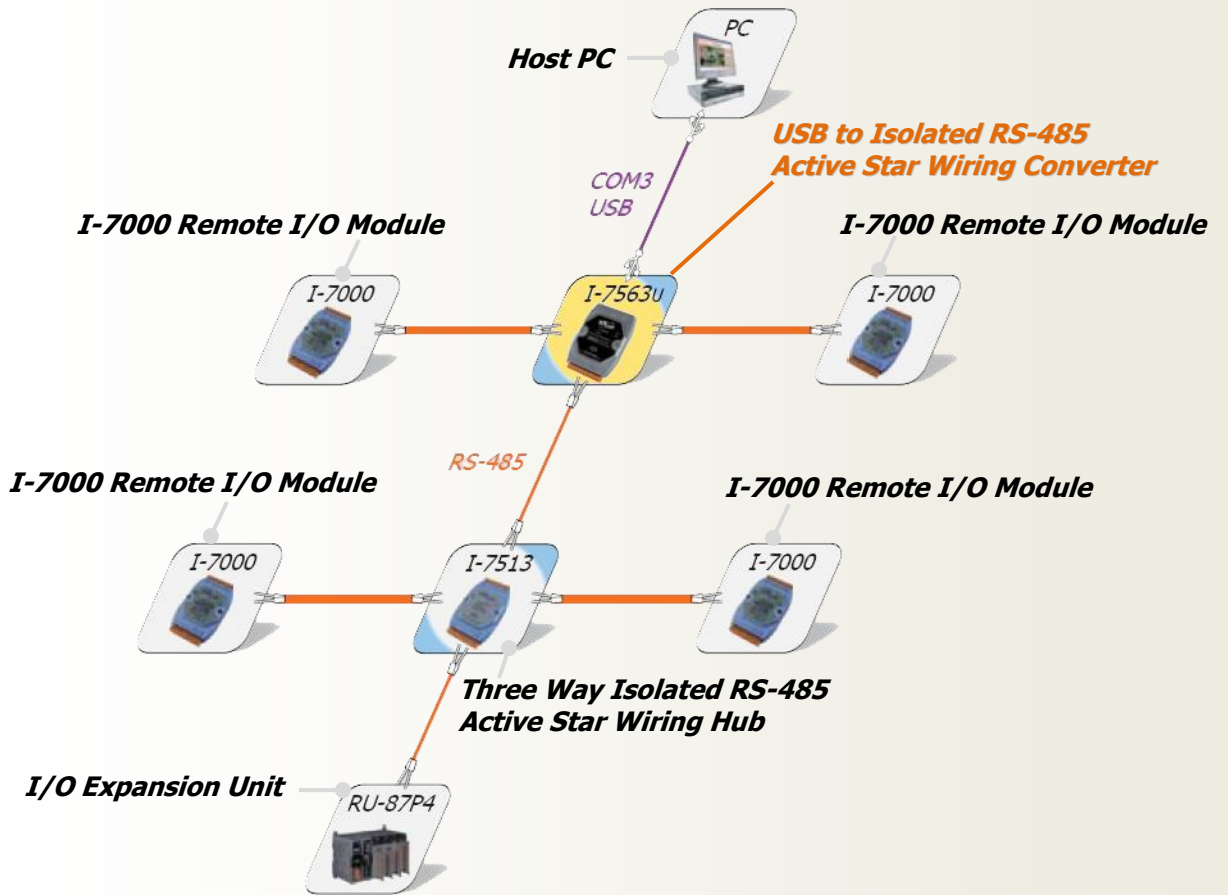 PC
Host PC
USB to Isolated RS-485
Active Star Wiring Converter
COM3
USB
I-7000 Remote I/O Module
I-7000 Remote I/O Module
I-7000
I-7563U
I-7000
RS-485
I-7000 Remote I/O Module
I-7000 Remote I/O Module
I-7000
I-7513
I-7000
Three Way Isolated RS-485
Active Star Wiring Hub
I/O Expansion Unit
RU-87P4